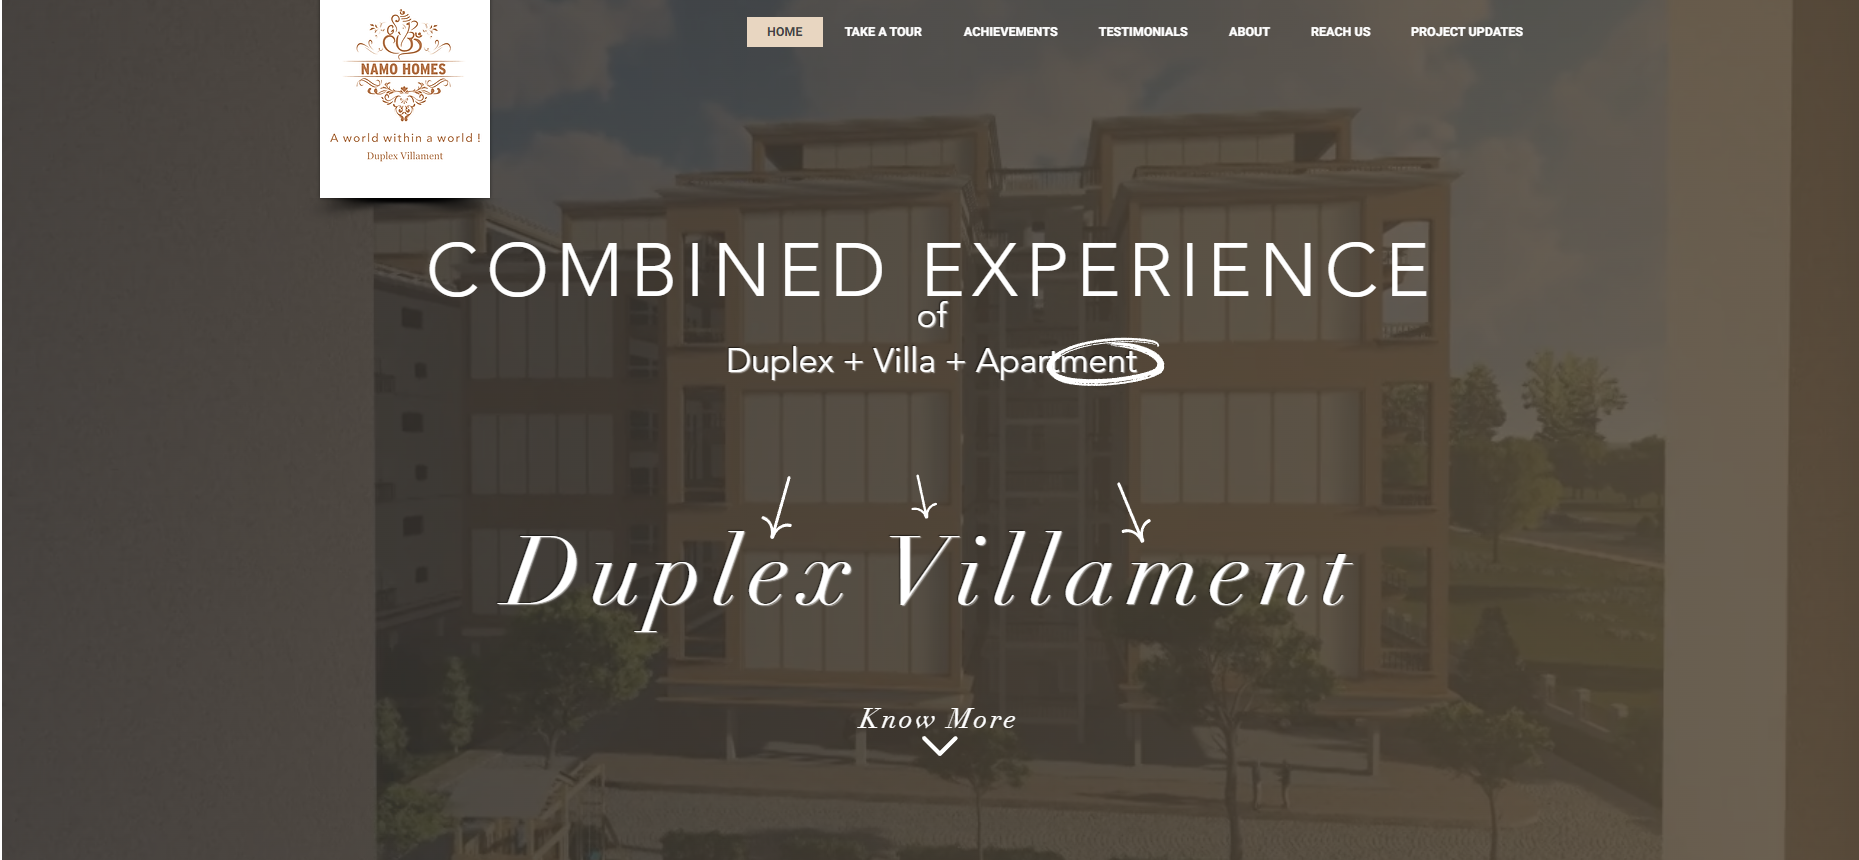 NAMO HOMES
A world within a world !
Duplex Villament
HOME TAKE A TOUR ACHIEVEMENTS TESTIMONIALS ABOUT REACH US PROJECT UPDATES
COMBINED EXPERIENCE
of
Duplex + Villa + Apartment
Duplex Villament
Know More